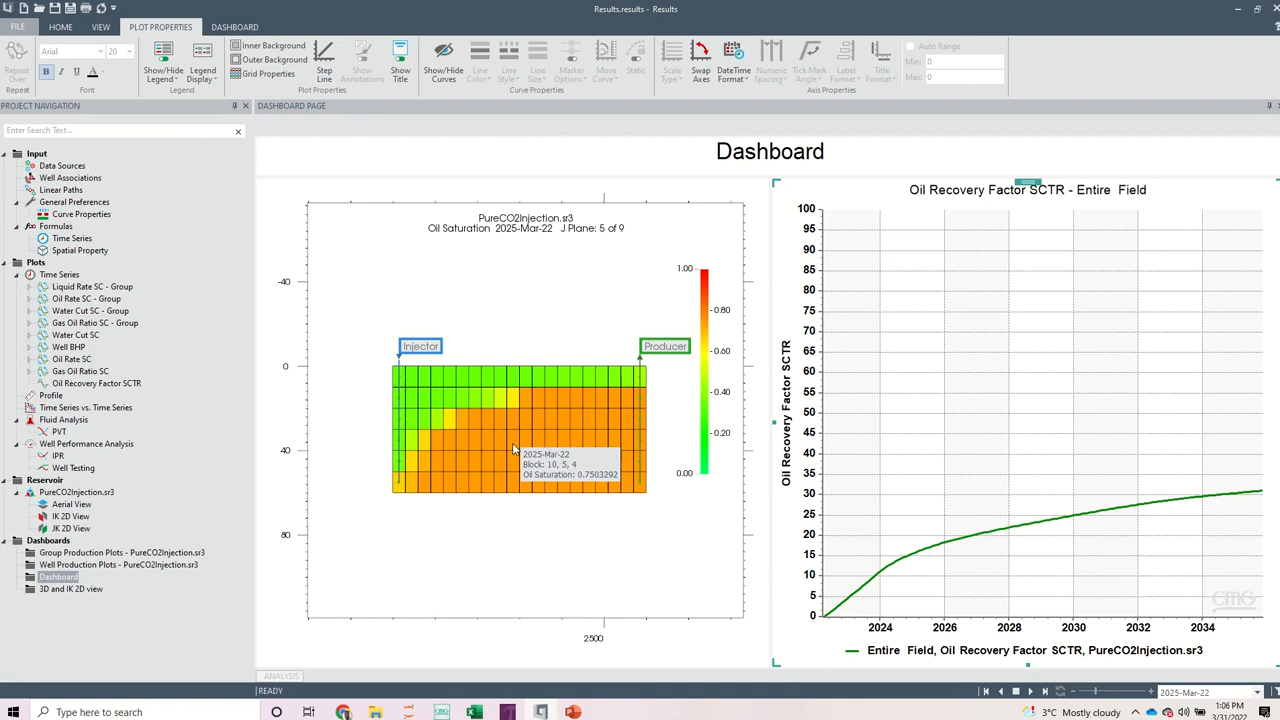 Results.results - Results
FILE
HOME
VIEW
PLOT PROPERTIES
DASHBOARD
Repeat Over
Repeat
Arial
20
B I U A
Font
Show/Hide Legend
Legend Display
Legend
Inner Background
Outer Background
Grid Properties
Step Line
Show Annotations
Show Title
Plot Properties
Show/Hide Curves
Line Color
Line Style
Line Size
Marker Options
Move Curve
Static
Curve Properties
Scale Type
Swap Axes
DateTime Format
Numeric Spacing
Tick Mark Angle
Label Format
Title Format
Auto Range
Min: 0
Max: 0
Axis Properties
PROJECT NAVIGATION
Enter Search Text...
Input
Data Sources
Well Associations
Linear Paths
General Preferences
Curve Properties
Formulas
Time Series
Spatial Property
Plots
Time Series
Liquid Rate SC - Group
Oil Rate SC - Group
Water Cut SC - Group
Gas Oil Ratio SC - Group
Water Cut SC
Well BHP
Oil Rate SC
Gas Oil Ratio SC
Oil Recovery Factor SCTR
Profile
Time Series vs. Time Series
Fluid Analysis
PVT
Well Performance Analysis
IPR
Well Testing
Reservoir
PureCO2Injection.sr3
Aerial View
IK 2D View
JK 2D View
Dashboards
Group Production Plots - PureCO2Injection.sr3
Well Production Plots - PureCO2Injection.sr3
Dashboard
3D and IK 2D view
DASHBOARD PAGE
Dashboard
PureCO2Injection.sr3
Oil Saturation 2025-Mar-22 J Plane: 5 of 9
-40
0
40
80
2500
Injector
Producer
1.00
0.80
0.60
0.40
0.20
0.00
2025-Mar-22
Block: 10, 5, 4
Oil Saturation: 0.7503292
Oil Recovery Factor SCTR - Entire Field
Oil Recovery Factor SCTR
100
95
90
85
80
75
70
65
60
55
50
45
40
35
30
25
20
15
10
5
0
2024 2026 2028 2030 2032 2034
CMG
Entire Field, Oil Recovery Factor SCTR, PureCO2Injection.sr3
ANALYSIS
READY
2025-Mar-22
Type here to search
3°C Mostly cloudy
1:06 PM
3/31/2022